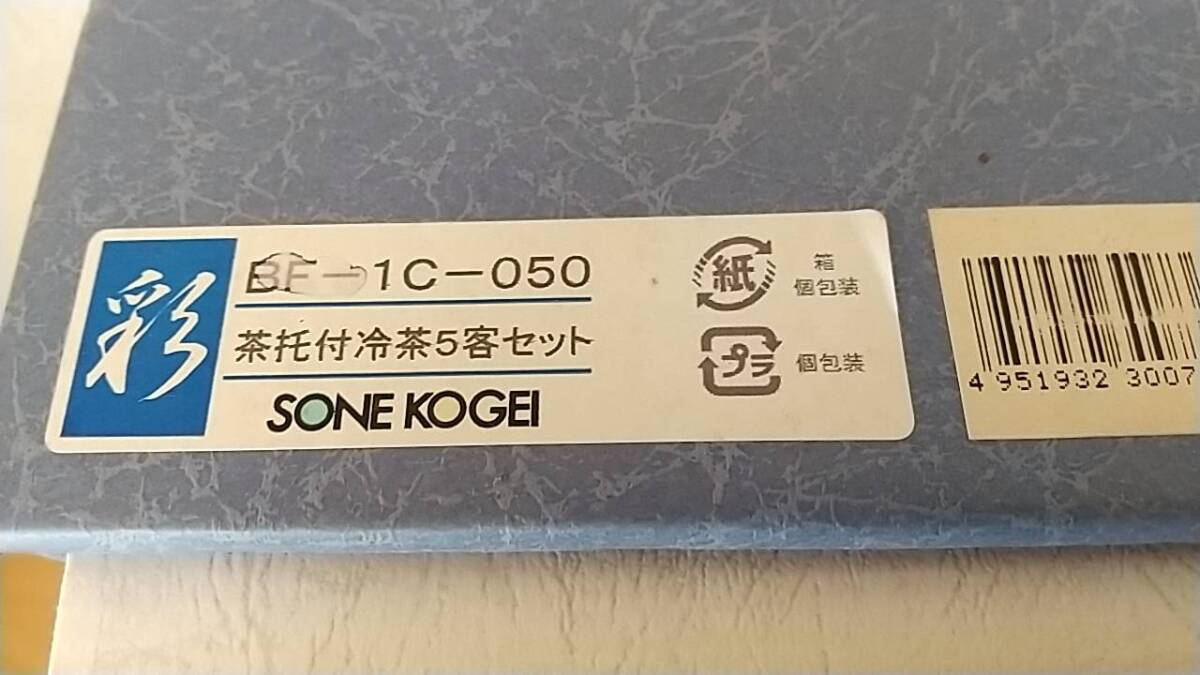 彩
BF-1C-050
茶托付冷茶5客セット
SONE KOGEI
紙
箱
個包装
プラ
個包装
4 951932 3007